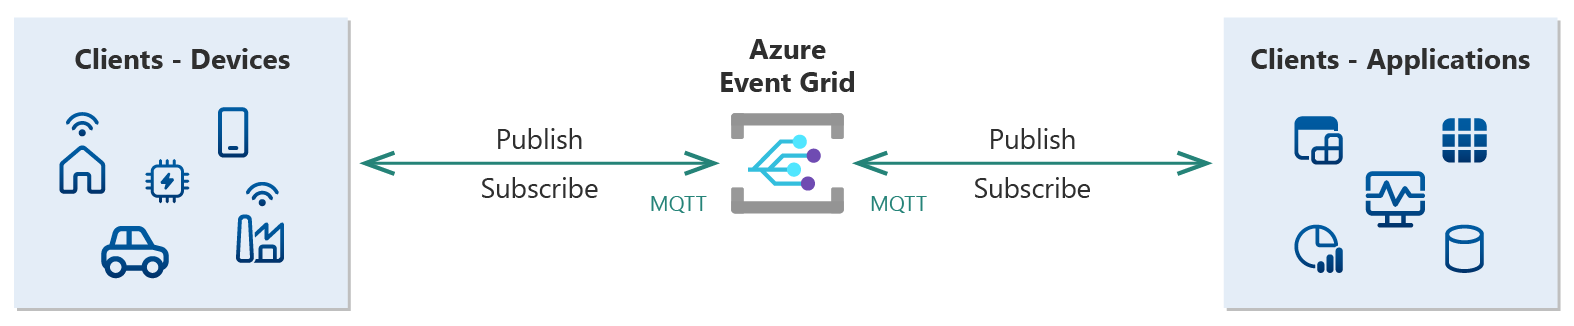 Clients - Devices
Publish
Subscribe
MQTT
Azure
Event Grid
MQTT
Publish
Subscribe
Clients - Applications